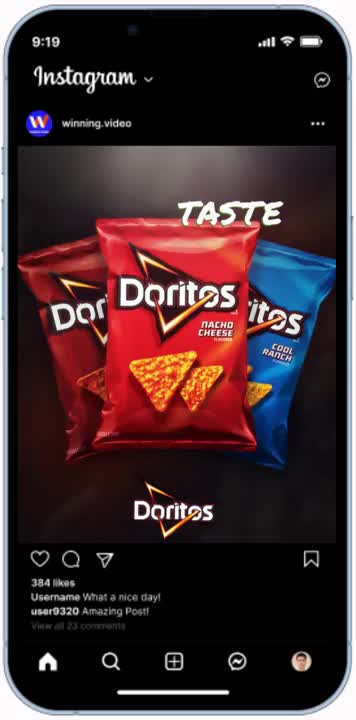 9:19
Instagram
winning.video
TASTE
Doritos
Doritos
Doritos
NACHO
CHEESE
COOL
RANCH
Doritos
384 likes
Username What a nice day!
user9320 Amazing Post!
View all 23 comments